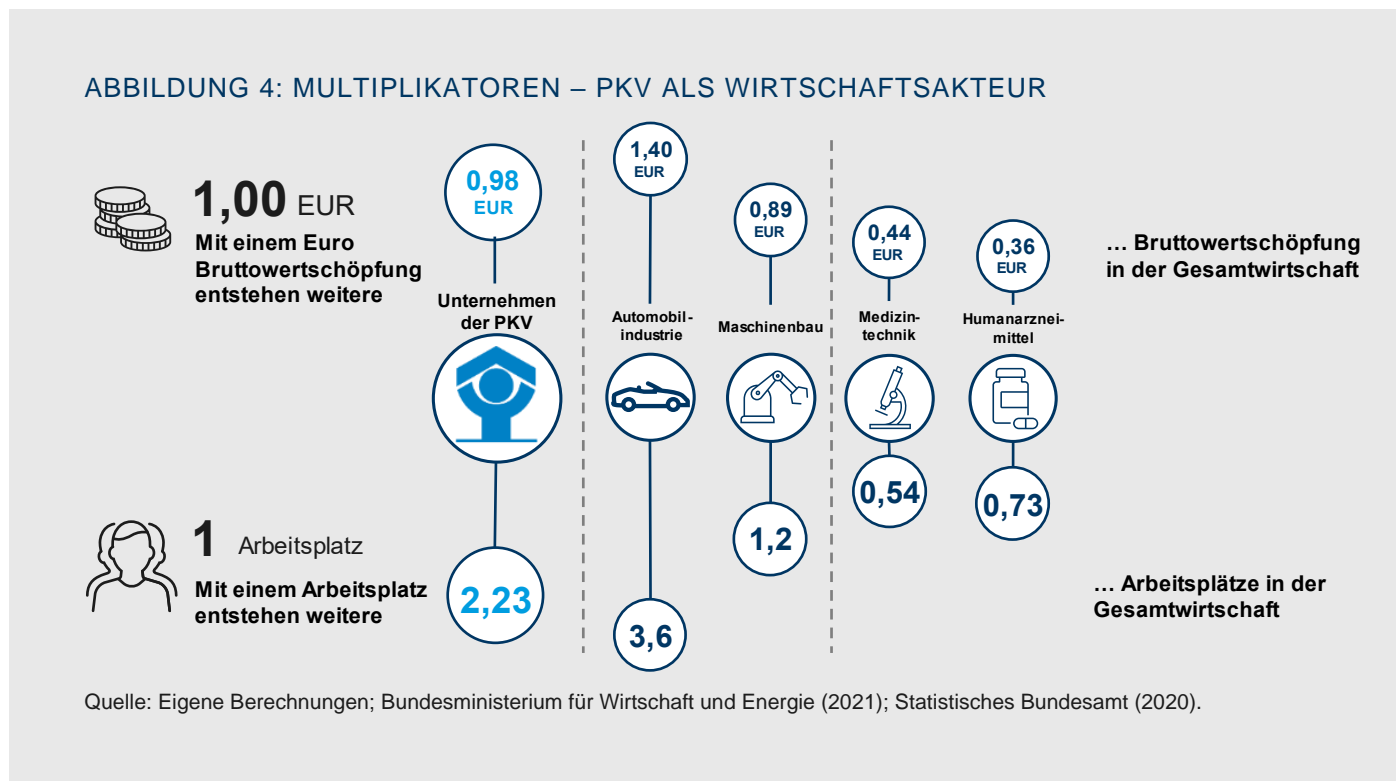 ABBILDUNG 4: MULTIPLIKATOREN – PKV ALS WIRTSCHAFTSAKTEUR
1,00 EUR
Mit einem Euro
Bruttowertschöpfung
entstehen weitere
0,98
EUR
Unternehmen
der PKV
1,40
EUR
Automobil-
industrie
0,89
EUR
Maschinenbau
0,44
EUR
Medizin-
technik
0,36
EUR
Humanarznei-
mittel
... Bruttowertschöpfung
in der Gesamtwirtschaft
1 Arbeitsplatz
Mit einem Arbeitsplatz
entstehen weitere
2,23
3,6
1,2
0,54
0,73
... Arbeitsplätze in der
Gesamtwirtschaft
Quelle: Eigene Berechnungen; Bundesministerium für Wirtschaft und Energie (2021); Statistisches Bundesamt (2020).